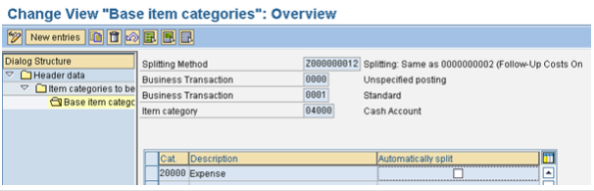 Change View "Base item categories": Overview
New entries
Dialog Structure
Header data
Item categories to be
Base item catego
Splitting Method Z000000012 Splitting: Same as 0000000002 (Follow-Up Costs On
Business Transaction 0000 Unspecified posting
Business Transaction 0001 Standard
Item category 04000 Cash Account
Cat. Description Automatically split
20000 Expense